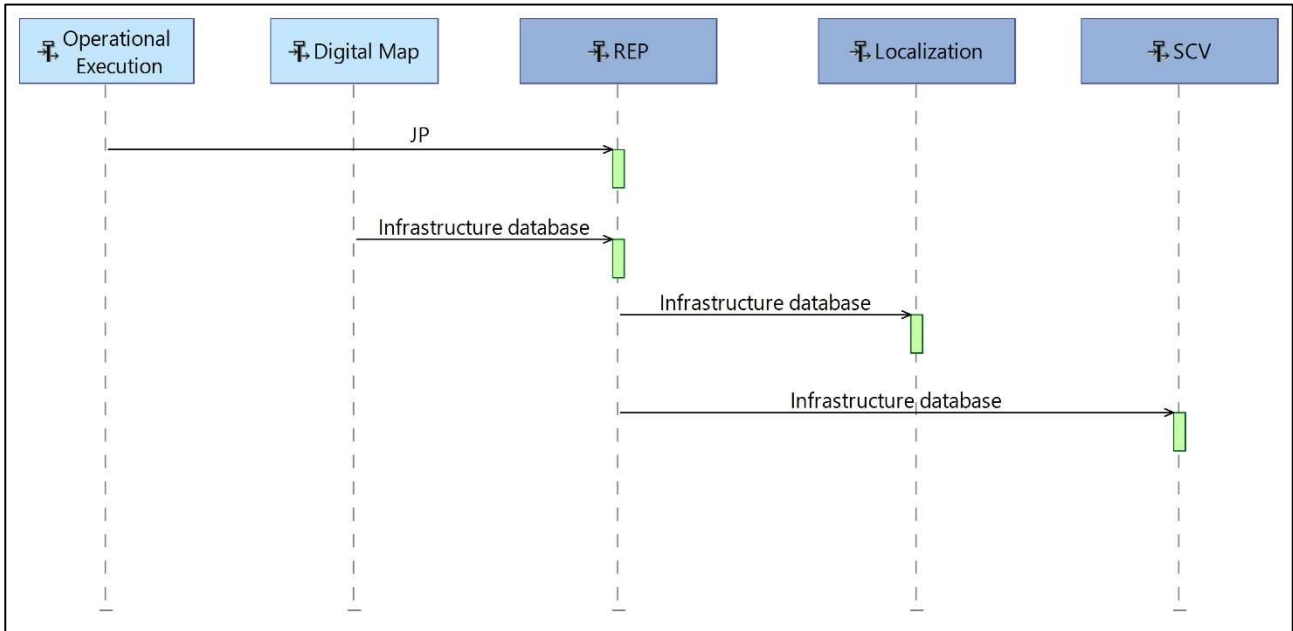 Operational
Execution
Digital Map
REP
Localization
SCV
JP
Infrastructure database
Infrastructure database
Infrastructure database